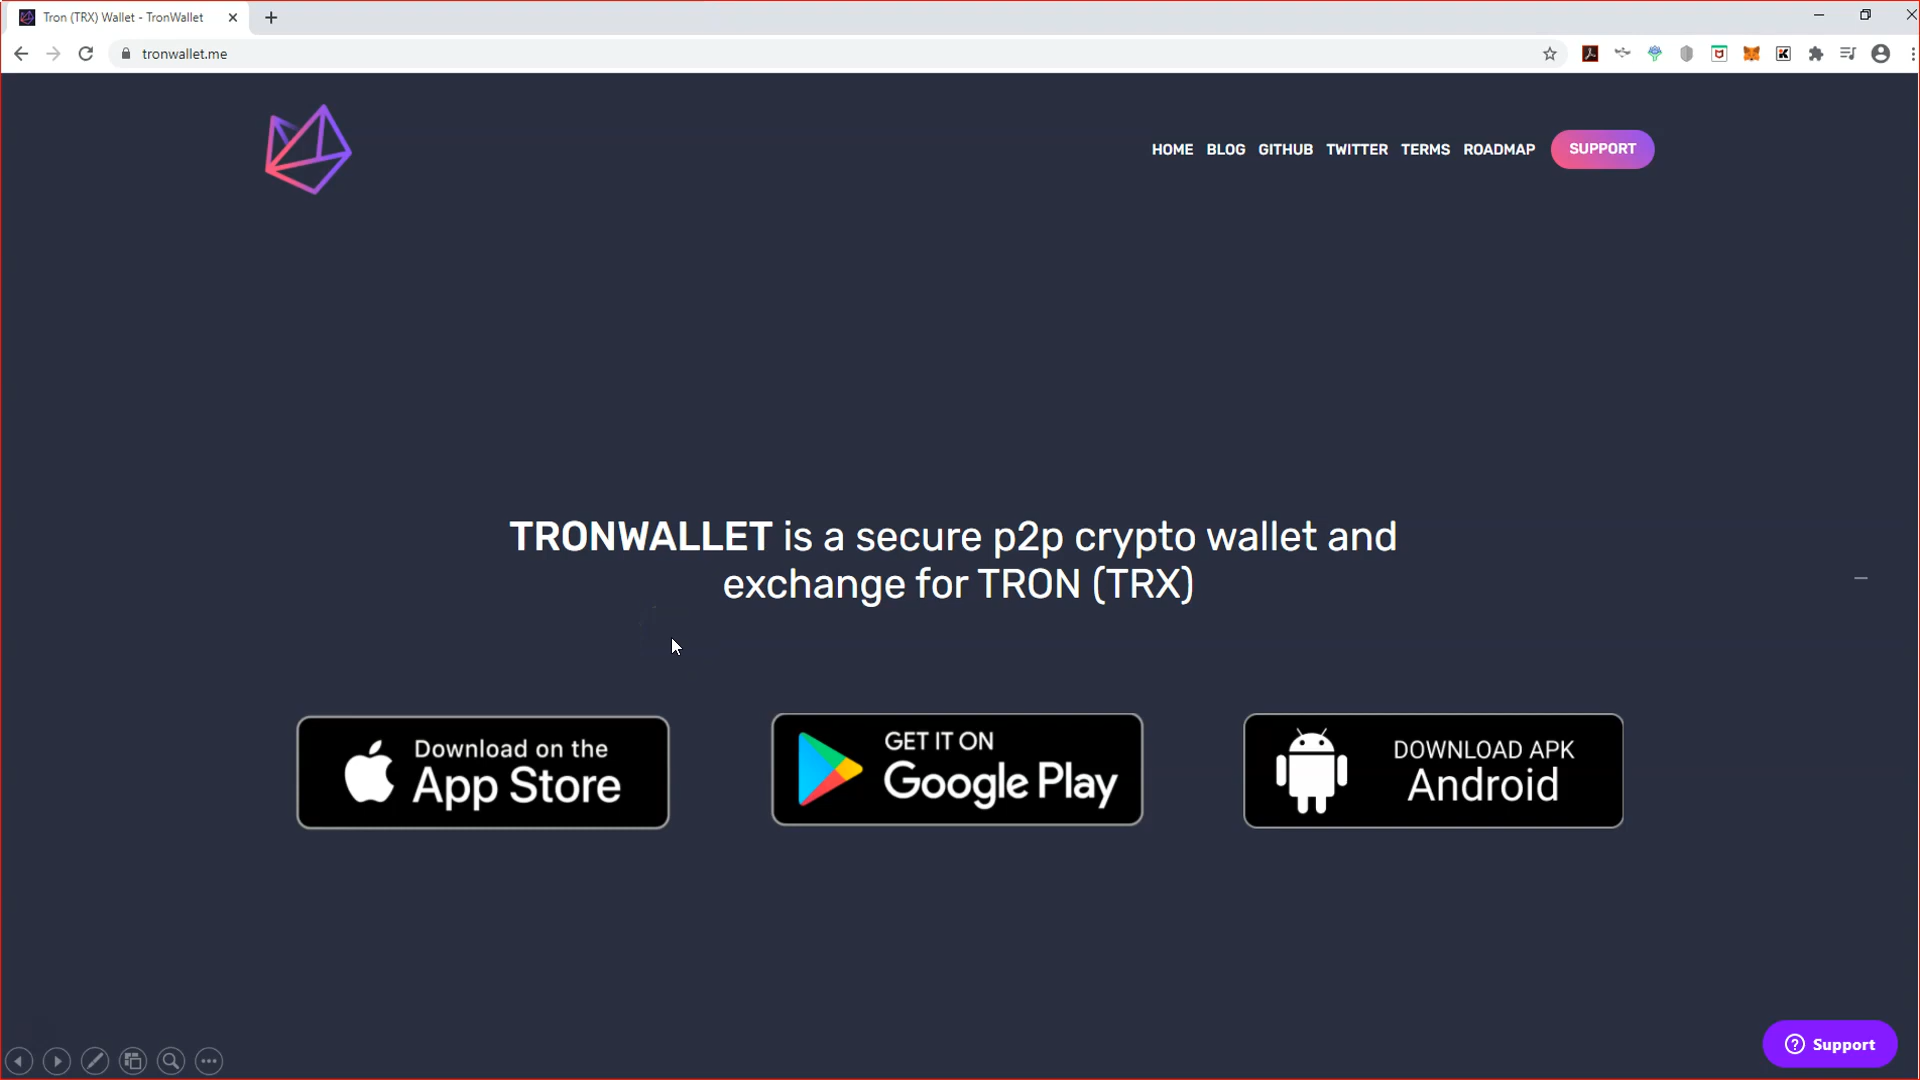 Tron (TRX) Wallet - TronWallet
tronwallet.me
HOME BLOG GITHUB TWITTER TERMS ROADMAP SUPPORT
TRONWALLET is a secure p2p crypto wallet and
exchange for TRON (TRX)
Download on the
App Store
GET IT ON
Google Play
DOWNLOAD APK
Android
Support